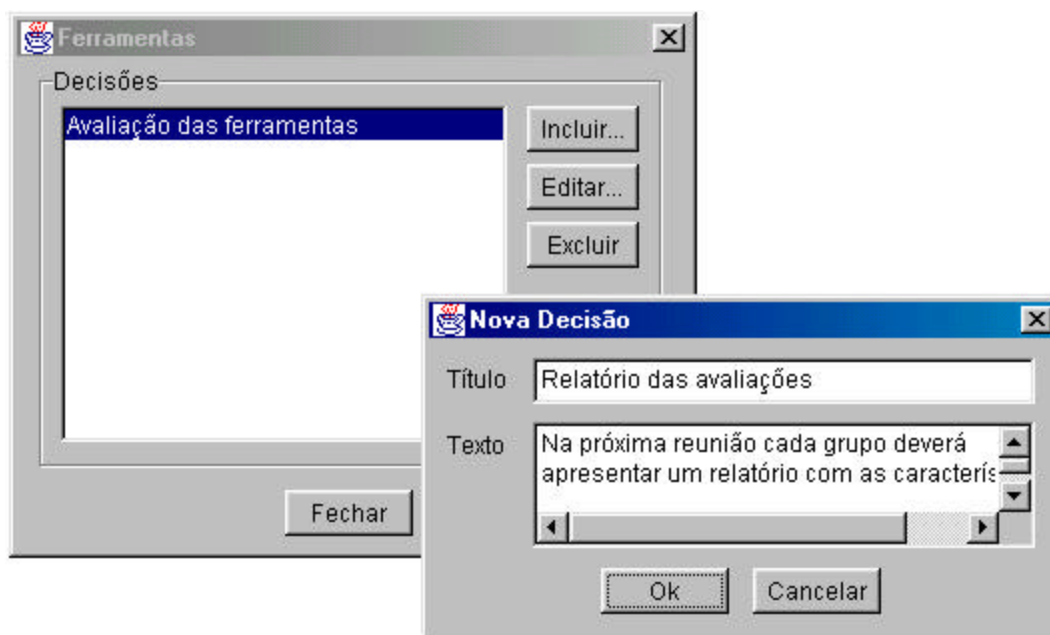 Ferramentas
Decisões
Avaliação das ferramentas
Incluir...
Editar...
Excluir
Fechar
Nova Decisão
Título
Relatório das avaliações
Texto
Na próxima reunião cada grupo deverá
apresentar um relatório com as caracterís
Ok
Cancelar